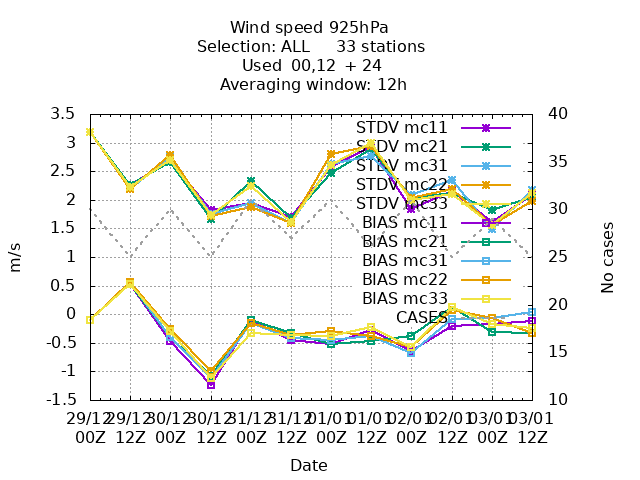 Wind speed 925hPa
Selection: ALL     33 stations
Used  00,12  + 24
Averaging window: 12h
3.5
3
2.5
2
1.5
1
0.5
0
-0.5
-1
-1.5
m/s
40
35
30
25
20
15
10
No cases
STDV mc11
STDV mc21
STDV mc31
STDV mc22
STDV mc33
BIAS mc11
BIAS mc21
BIAS mc31
BIAS mc22
BIAS mc33
CASES
29/12 29/12 30/12 30/12 31/12 31/12 01/01 01/01 02/01 02/01 03/01 03/01
00Z 12Z 00Z 12Z 00Z 12Z 00Z 12Z 00Z 12Z 00Z 12Z
Date